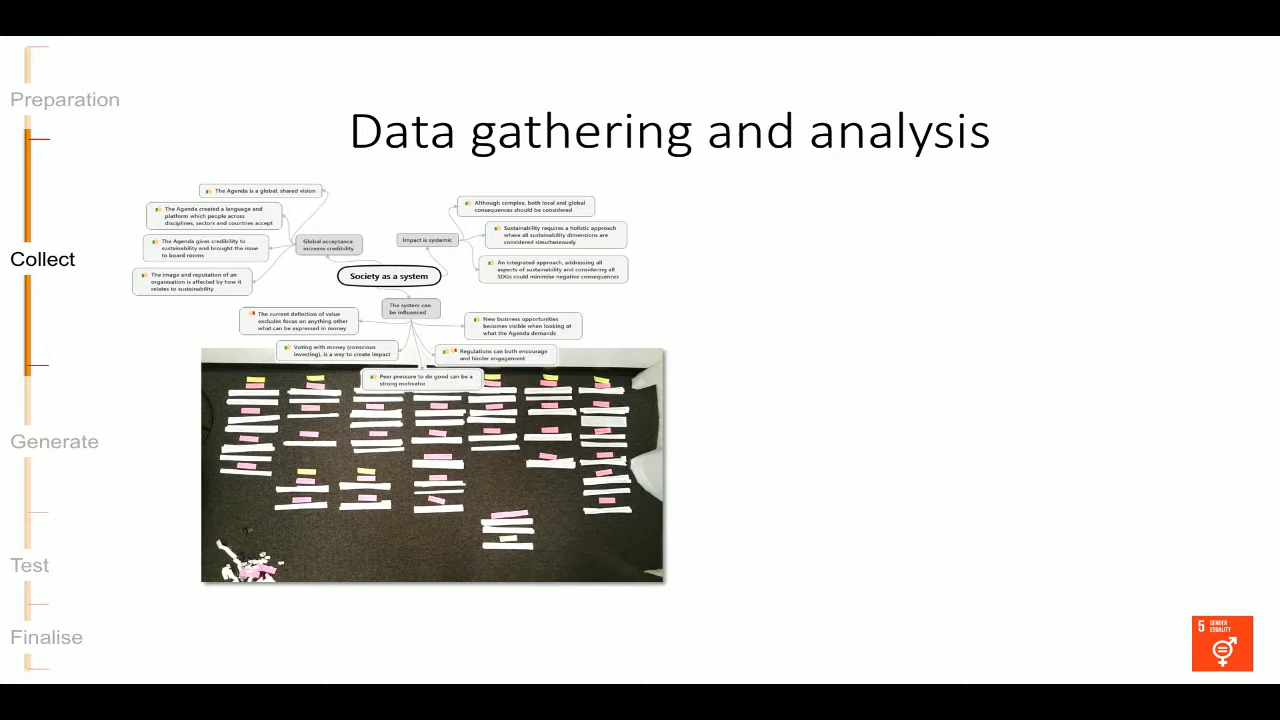 Preparation
Collect
Generate
Test
Finalise
Data gathering and analysis
The Agenda is a global, shared vision
The Agenda created a language and
platform which people across
disciplines, sectors and countries accept
The Agenda gives credibility to
sustainability and brought the issue
to board rooms
The image and reputation of an
organisation is affected by how it
relates to sustainability
Global acceptance
increase credibility
Society as a system
Impact is systemic
Although complex, both local and global
consequences should be considered
Sustainability requires a holistic approach
where all sustainability dimensions are
considered simultaneously
An integrated approach, addressing all
aspects of sustainability and considering all
SDGs could minimise negative consequences
The system can
be influenced
The current definition of value
excludes focus on anything other
what can be expressed in money
Voting with money (conscious
investing), is a way to create impact
Peer pressure to do good can be a
strong motivator
New business opportunities
becomes visible when looking at
what the Agenda demands
Regulations can both encourage
and hinder engagement
5 GENDER
EQUALITY